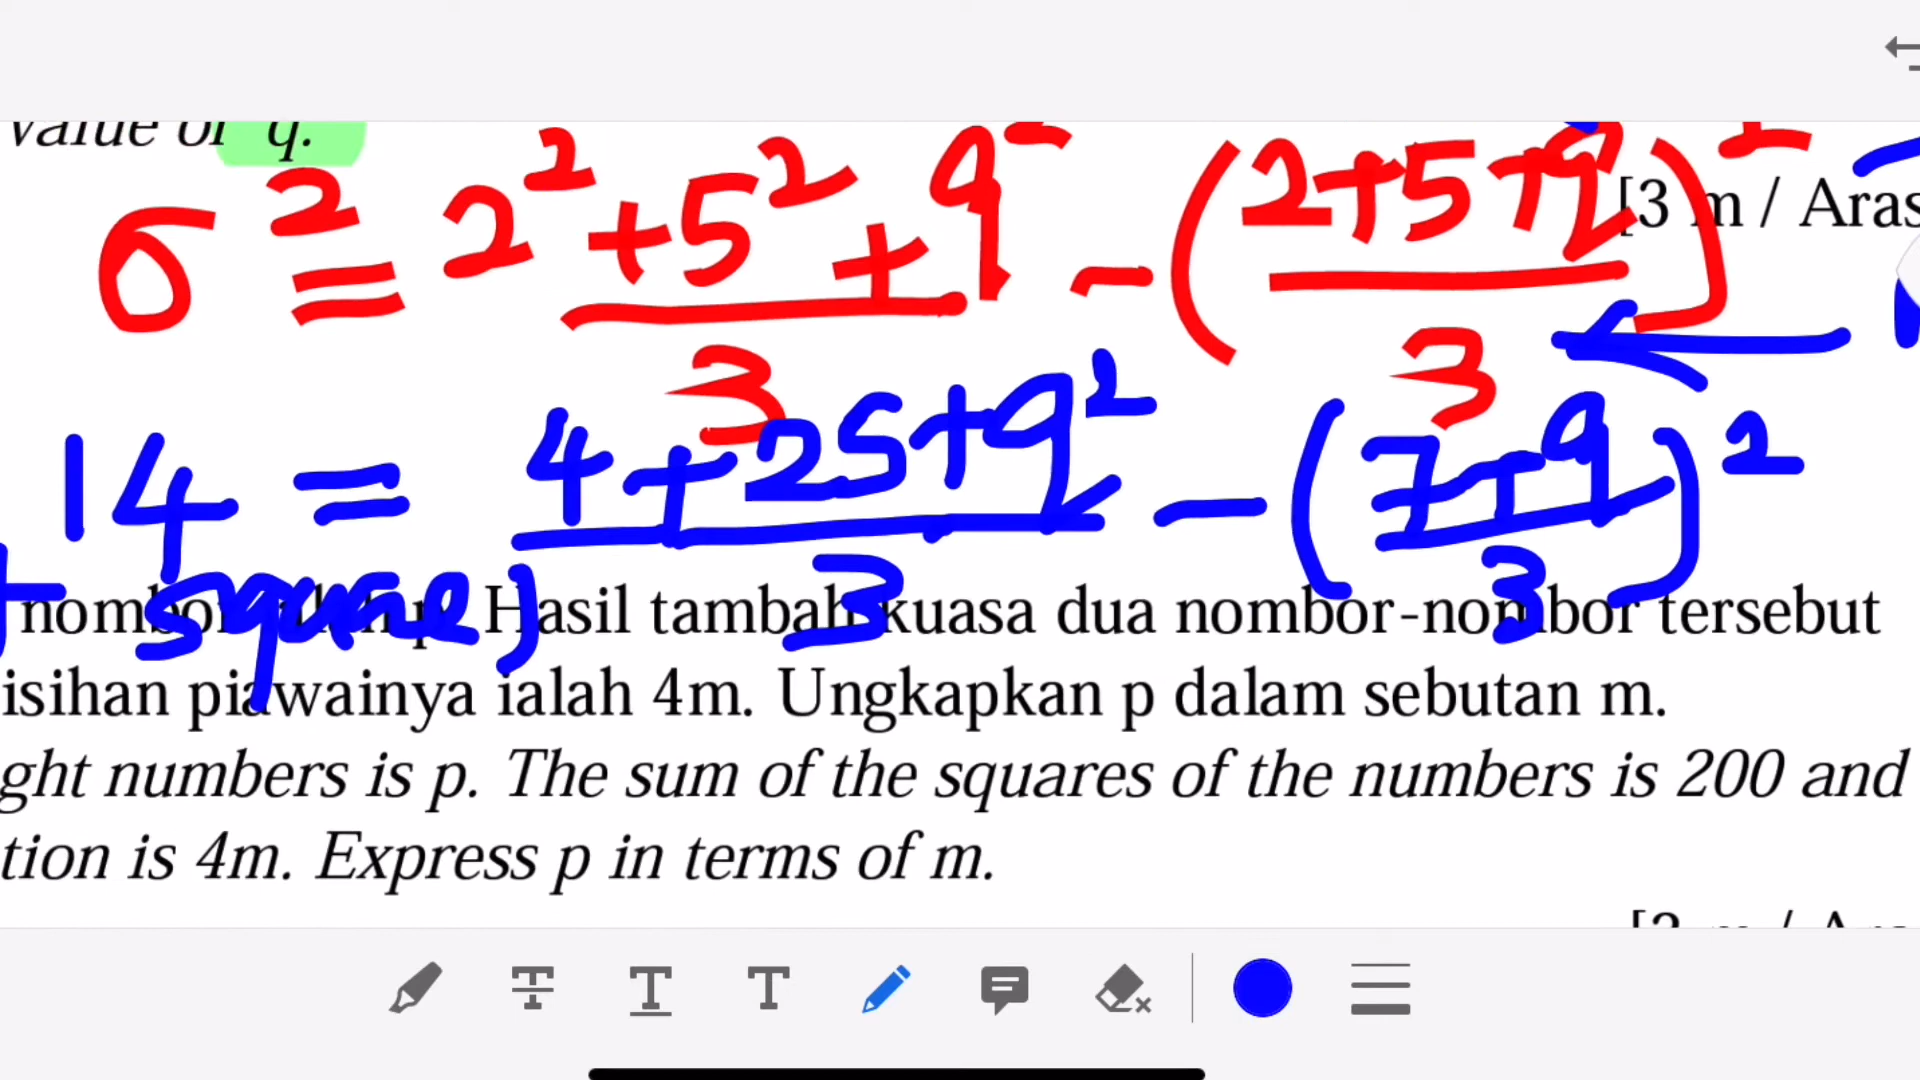 value of q.
σ² = 2² + 5² + q² / 3 - (2+5+q / 3)²
[3 m / Aras
14 = 4 + 25 + q² / 3 - (7+q / 3)²
square,
nombor ialah p. Hasil tambah kuasa dua nombor-nombor tersebut
isihan piawainya ialah 4m. Ungkapkan p dalam sebutan m.
ght numbers is p. The sum of the squares of the numbers is 200 and
tion is 4m. Express p in terms of m.